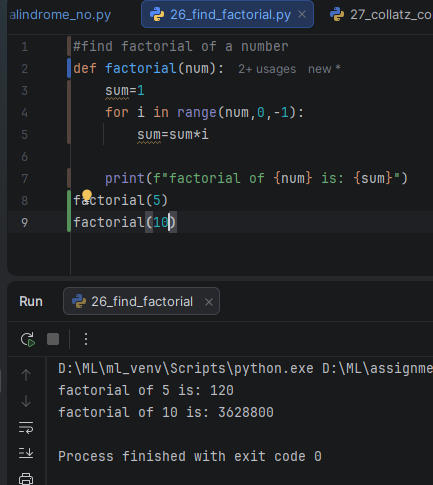 alindrome_no.py 26_find_factorial.py × 27_collatz_co
1 #find factorial of a number
2 def factorial(num): 2+ usages new *
3 sum=1
4 for i in range(num,0,-1):
5 sum=sum*i
6
7 print(f"factorial of {num} is: {sum}")
8 factorial(5)
9 factorial(10)
Run 26_find_factorial ×
D:\ML\ml_venv\Scripts\python.exe D:\ML\assignme
factorial of 5 is: 120
factorial of 10 is: 3628800
Process finished with exit code 0